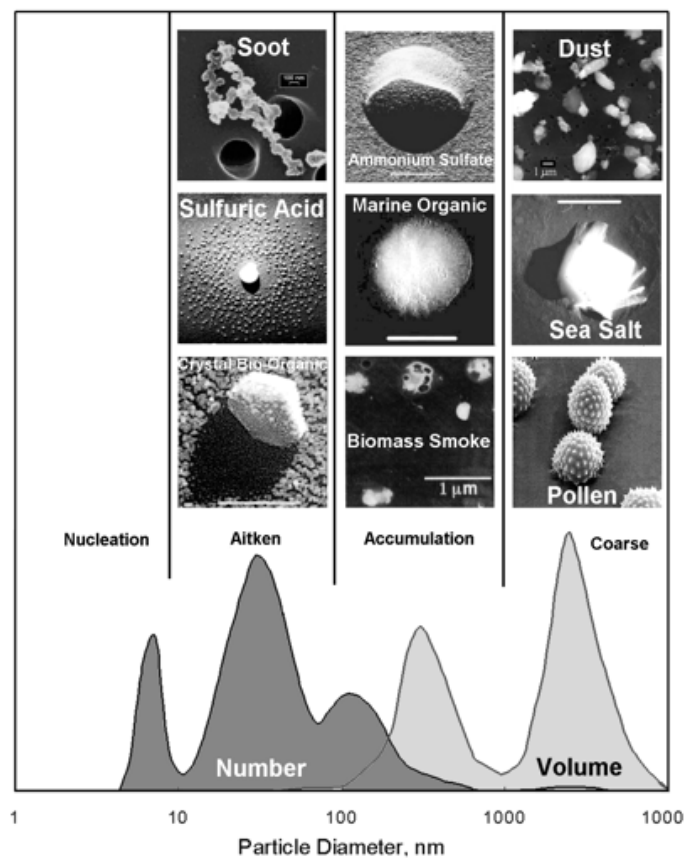 Soot
100 nm
Ammonium Sulfate
Dust
1 µm
Sulfuric Acid
Marine Organic
Sea Salt
Crystal Bio-Organic
Biomass Smoke
1 µm
Pollen
Nucleation
Aitken
Accumulation
Coarse
Number
Volume
1
10
100
1000
1000
Particle Diameter, nm